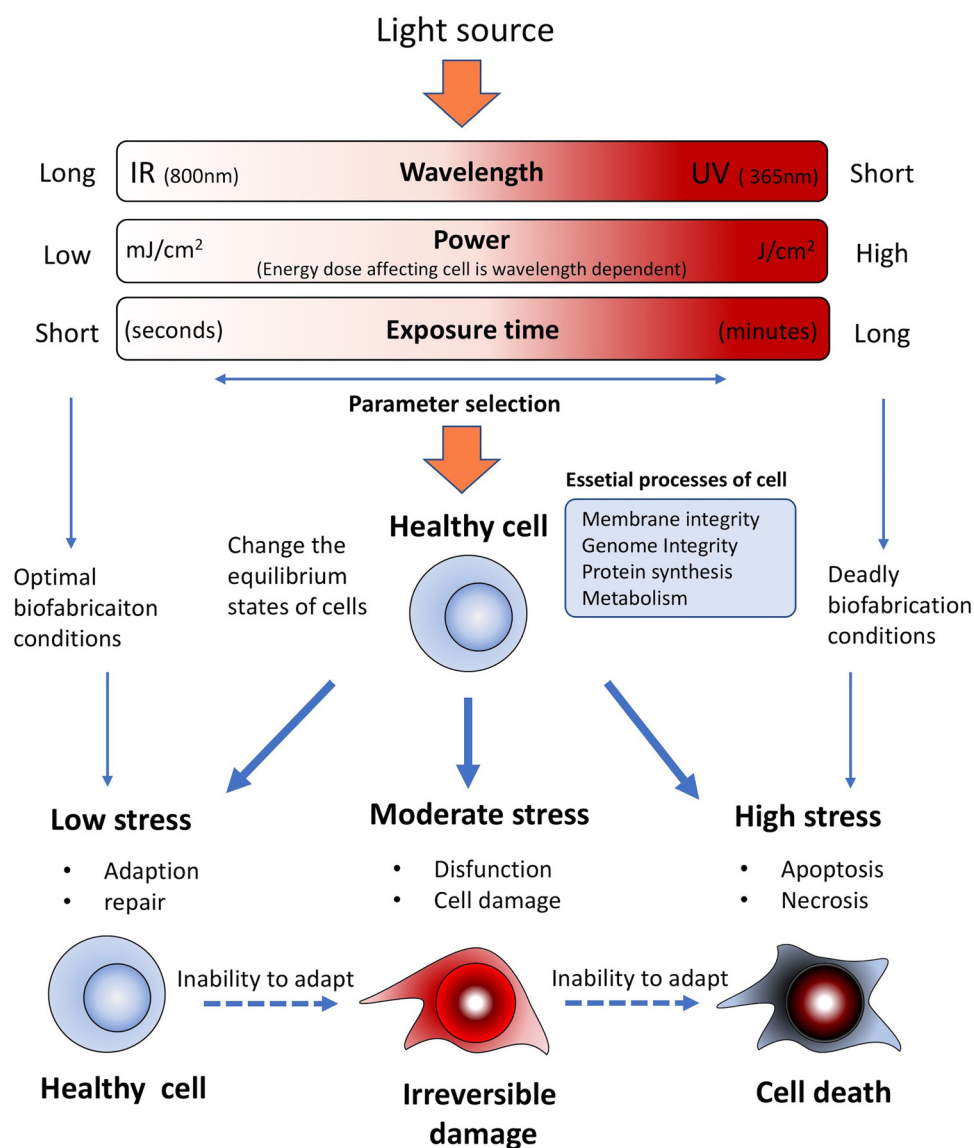 Light source
Long
IR (800nm)
Wavelength
UV ( 365nm)
Short
Low
mJ/cm²
Power
(Energy dose affecting cell is wavelength dependent)
J/cm²
High
Short
(seconds)
Exposure time
(minutes)
Long
Parameter selection
Essetial processes of cell
Membrane integrity
Genome Integrity
Protein synthesis
Metabolism
Healthy cell
Change the
equilibrium
states of cells
Optimal
biofabricaiton
conditions
Deadly
biofabrication
conditions
Low stress
• Adaption
• repair
Moderate stress
• Disfunction
• Cell damage
High stress
• Apoptosis
• Necrosis
Inability to adapt
Inability to adapt
Healthy cell
Irreversible
damage
Cell death